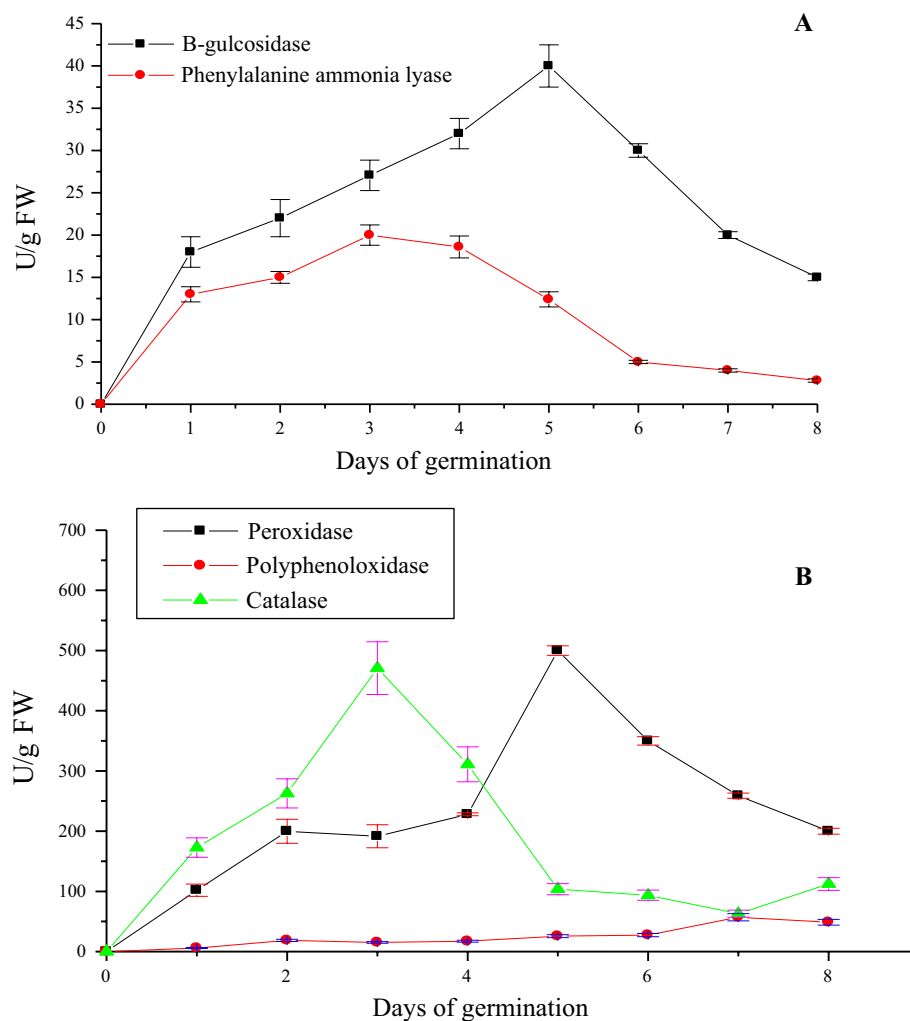 A
B-gulcosidase
Phenylalanine ammonia lyase
45
40
35
30
25
20
15
10
5
0
U/g FW
0 1 2 3 4 5 6 7 8
Days of germination
B
Peroxidase
Polyphenoloxidase
Catalase
700
600
500
400
300
200
100
0
U/g FW
0 2 4 6 8
Days of germination